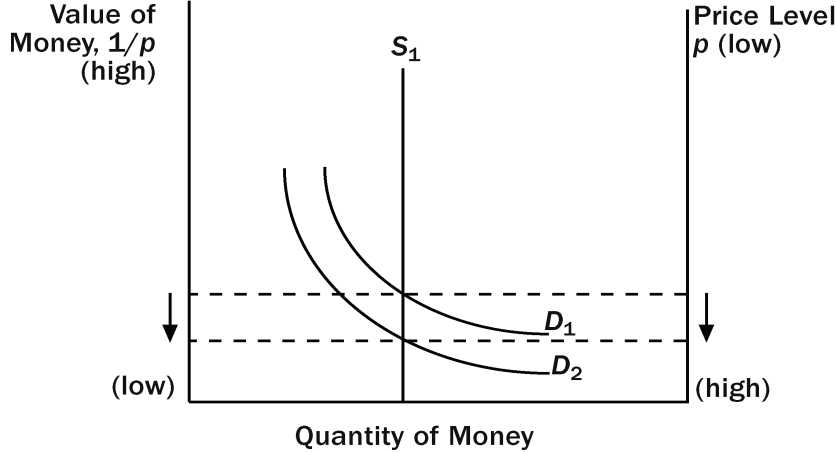 Value of
Money, 1/p
(high)
Price Level
p (low)
S1
D1
D2
(low)
(high)
Quantity of Money